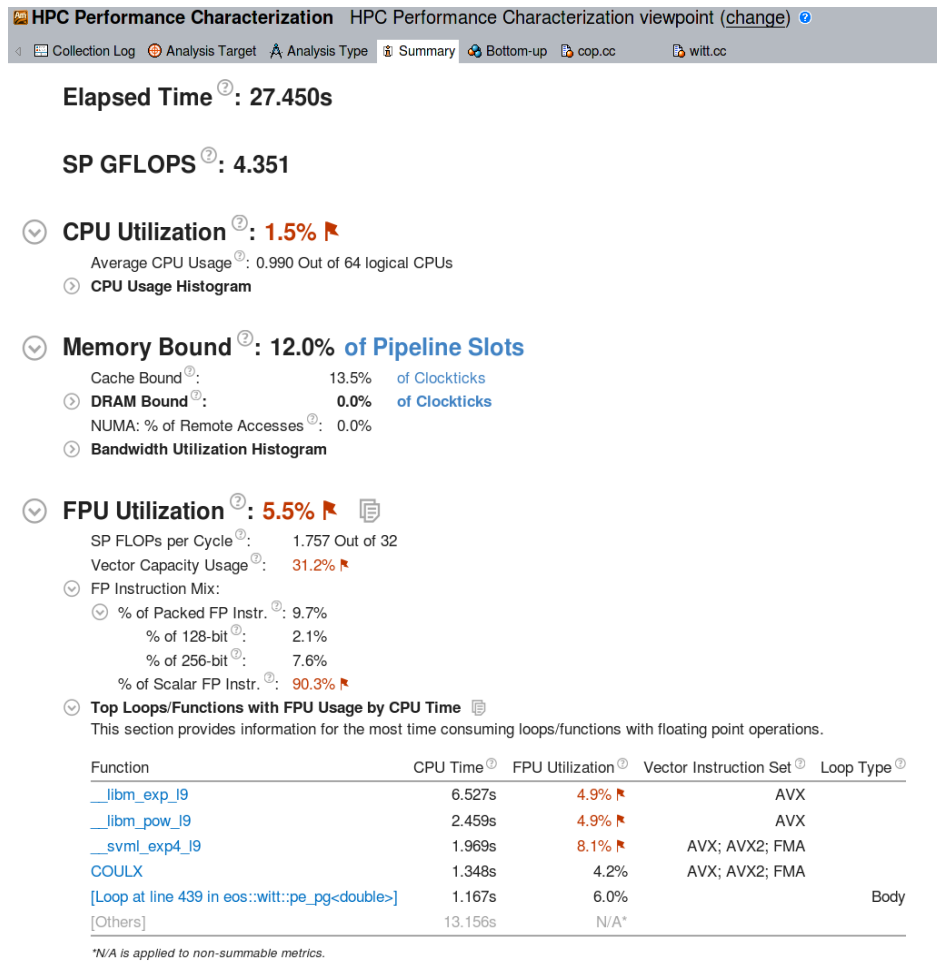 HPC Performance Characterization HPC Performance Characterization viewpoint (change) ?
Collection Log Analysis Target Analysis Type Summary Bottom-up cop.cc witt.cc
Elapsed Time ?: 27.450s
SP GFLOPS ?: 4.351
CPU Utilization ?: 1.5%
Average CPU Usage ?: 0.990 Out of 64 logical CPUs
CPU Usage Histogram
Memory Bound ?: 12.0% of Pipeline Slots
Cache Bound ?: 13.5% of Clockticks
DRAM Bound ?: 0.0% of Clockticks
NUMA: % of Remote Accesses ?: 0.0%
Bandwidth Utilization Histogram
FPU Utilization ?: 5.5%
SP FLOPs per Cycle ?: 1.757 Out of 32
Vector Capacity Usage ?: 31.2%
FP Instruction Mix:
% of Packed FP Instr. ?: 9.7%
% of 128-bit ?: 2.1%
% of 256-bit ?: 7.6%
% of Scalar FP Instr. ?: 90.3%
Top Loops/Functions with FPU Usage by CPU Time
This section provides information for the most time consuming loops/functions with floating point operations.
Function CPU Time ? FPU Utilization ? Vector Instruction Set ? Loop Type ?
__libm_exp_l9 6.527s 4.9% AVX
__libm_pow_l9 2.459s 4.9% AVX
__svml_exp4_l9 1.969s 8.1% AVX; AVX2; FMA
COULX 1.348s 4.2% AVX; AVX2; FMA
[Loop at line 439 in eos::witt::pe_pg<double>] 1.167s 6.0% Body
[Others] 13.156s N/A*
*N/A is applied to non-summable metrics.